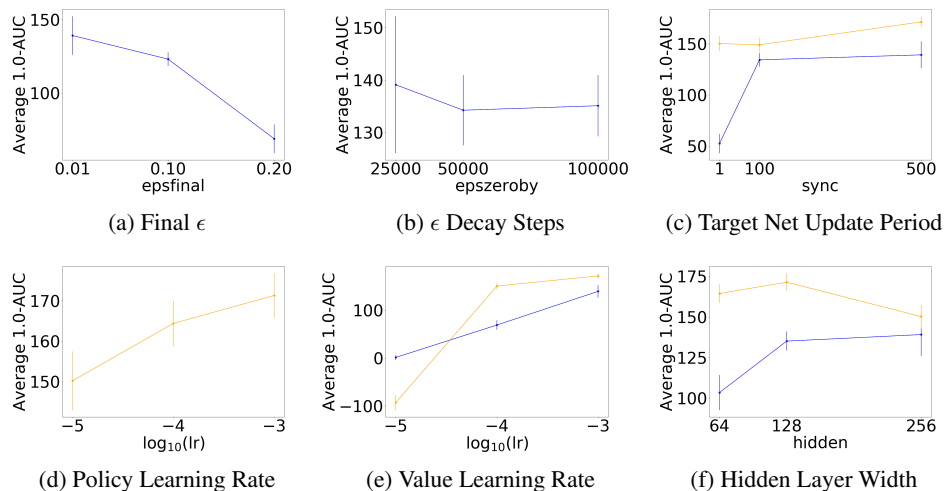 Average 1.0-AUC
150
100
0.01
0.10
0.20
epsfinal
(a) Final ϵ
Average 1.0-AUC
150
140
130
25000
50000
100000
epszeroby
(b) ϵ Decay Steps
Average 1.0-AUC
150
100
50
1
100
500
sync
(c) Target Net Update Period
Average 1.0-AUC
170
160
150
−5
−4
−3
log10(lr)
(d) Policy Learning Rate
Average 1.0-AUC
100
0
−100
−5
−4
−3
log10(lr)
(e) Value Learning Rate
Average 1.0-AUC
175
150
125
100
64
128
256
hidden
(f) Hidden Layer Width